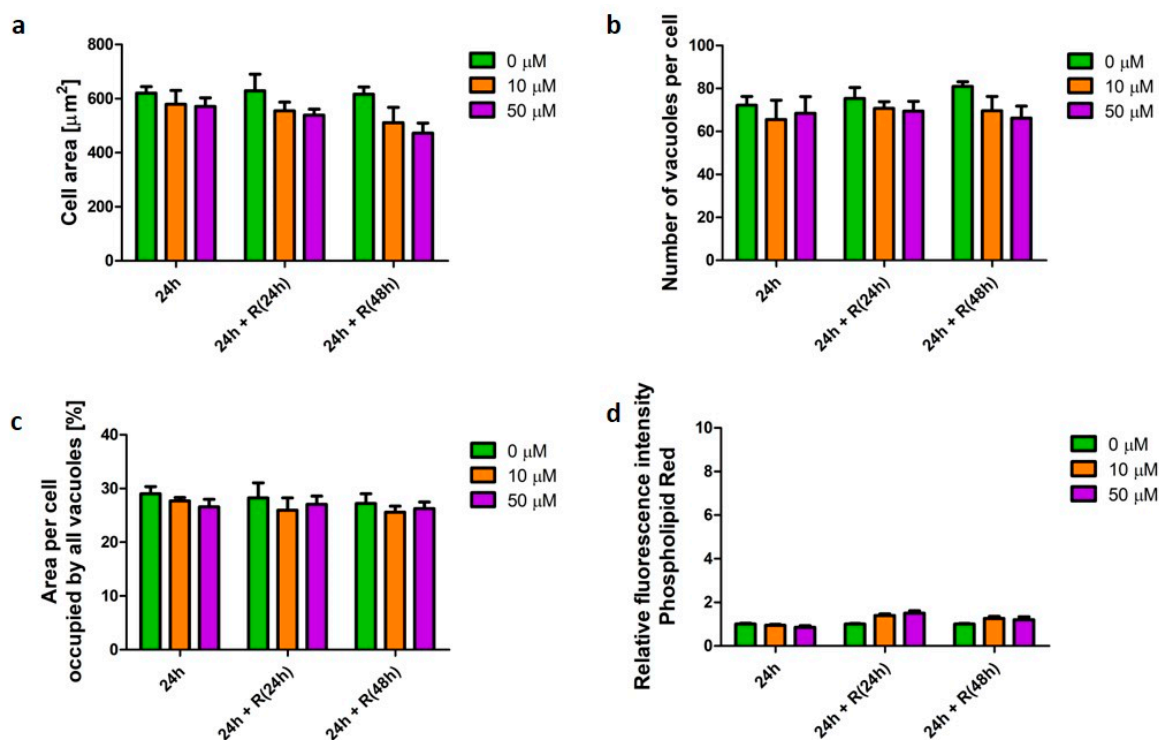 a
Cell area [μm²]
800
600
400
200
0
24h
24h + R(24h)
24h + R(48h)
0 μM
10 μM
50 μM
b
Number of vacuoles per cell
100
80
60
40
20
0
24h
24h + R(24h)
24h + R(48h)
0 μM
10 μM
50 μM
c
Area per cell
occupied by all vacuoles [%]
40
30
20
10
0
24h
24h + R(24h)
24h + R(48h)
0 μM
10 μM
50 μM
d
Relative fluorescence intensity
Phospholipid Red
10
8
6
4
2
0
24h
24h + R(24h)
24h + R(48h)
0 μM
10 μM
50 μM